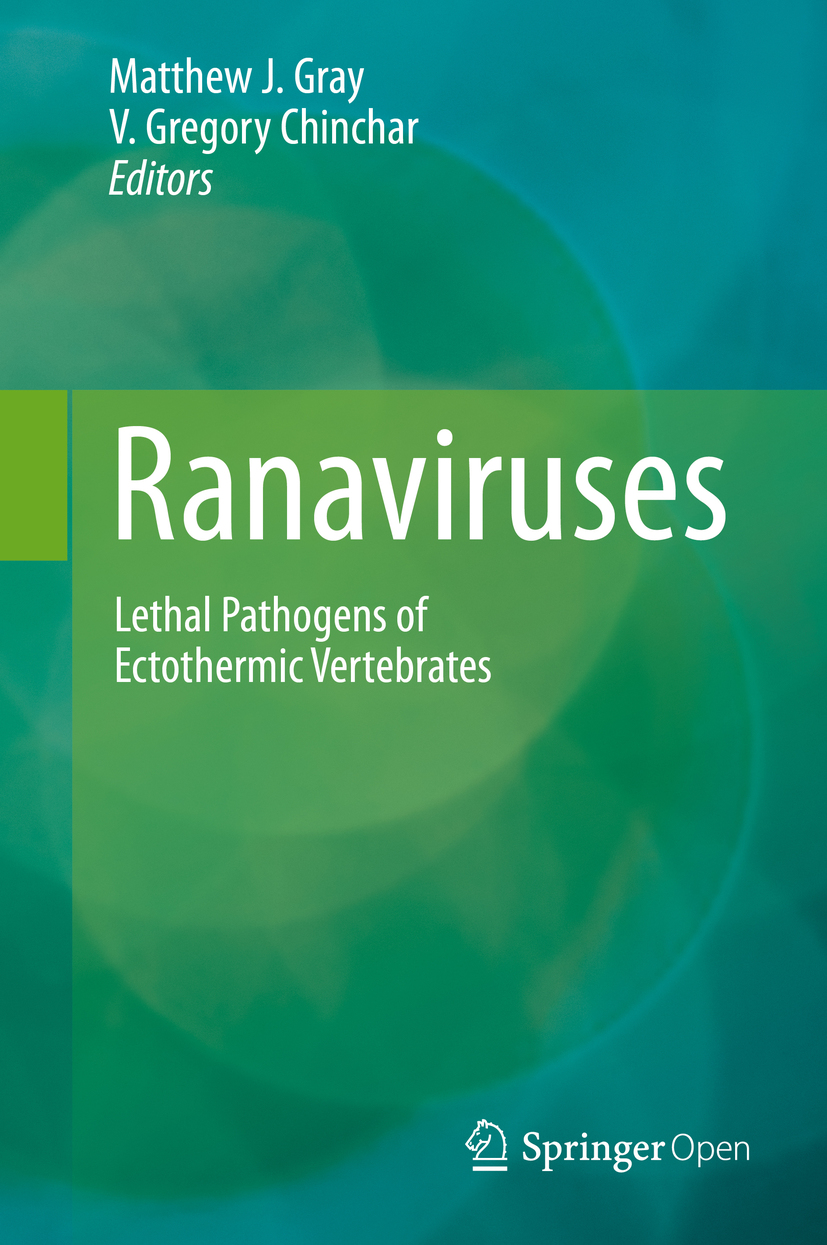 Matthew J. Gray
V. Gregory Chinchar
Editors
Ranaviruses
Lethal Pathogens of
Ectothermic Vertebrates
Springer Open